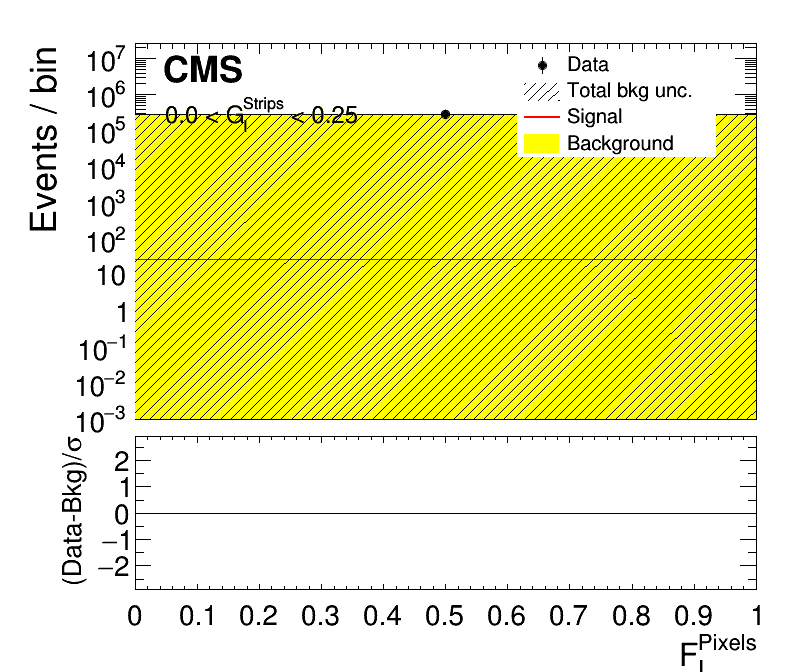 CMS
0.0 < G_I^Strips < 0.25
Data
Total bkg unc.
Signal
Background
Events / bin
10^7
10^6
10^5
10^4
10^3
10^2
10
1
10^−1
10^−2
10^−3
(Data-Bkg)/σ
2
1
0
−1
−2
0 0.1 0.2 0.3 0.4 0.5 0.6 0.7 0.8 0.9 1
F_I^Pixels